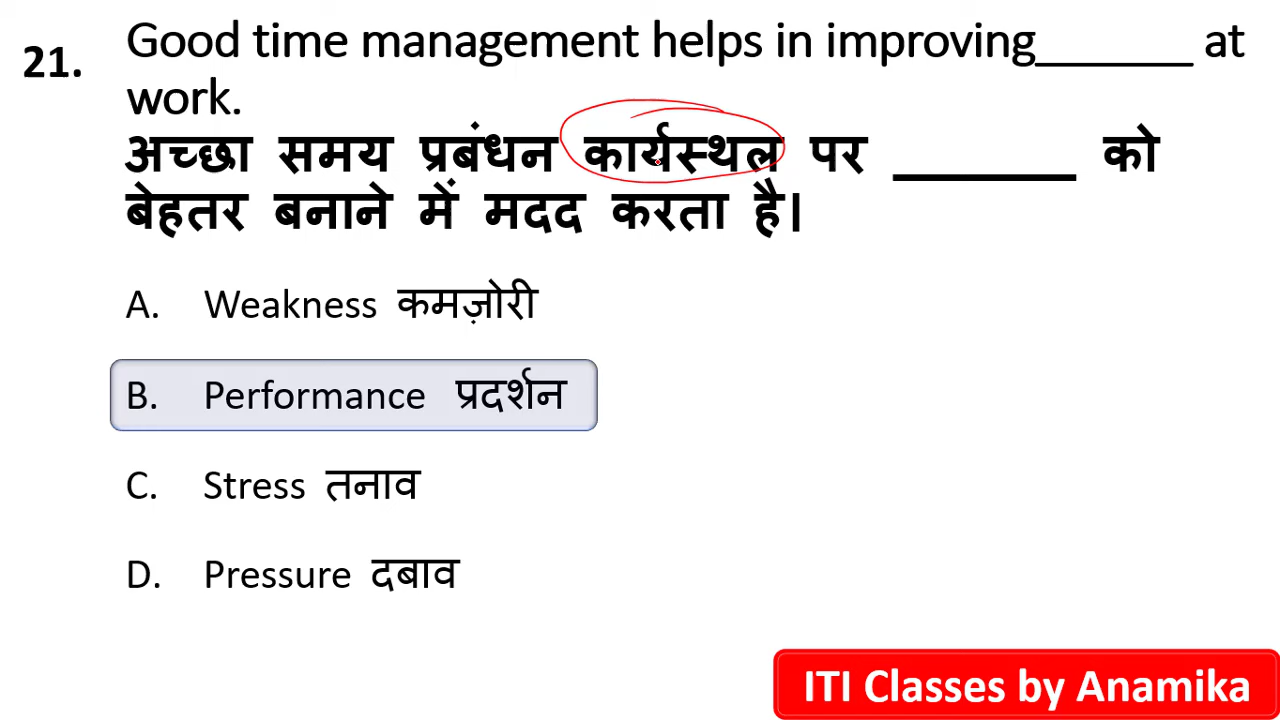 21. Good time management helps in improving_______ at
work.
अच्छा समय प्रबंधन कार्यस्थल पर ________ को
बेहतर बनाने में मदद करता है।
A. Weakness कमज़ोरी
B. Performance प्रदर्शन
C. Stress तनाव
D. Pressure दबाव
ITI Classes by Anamika